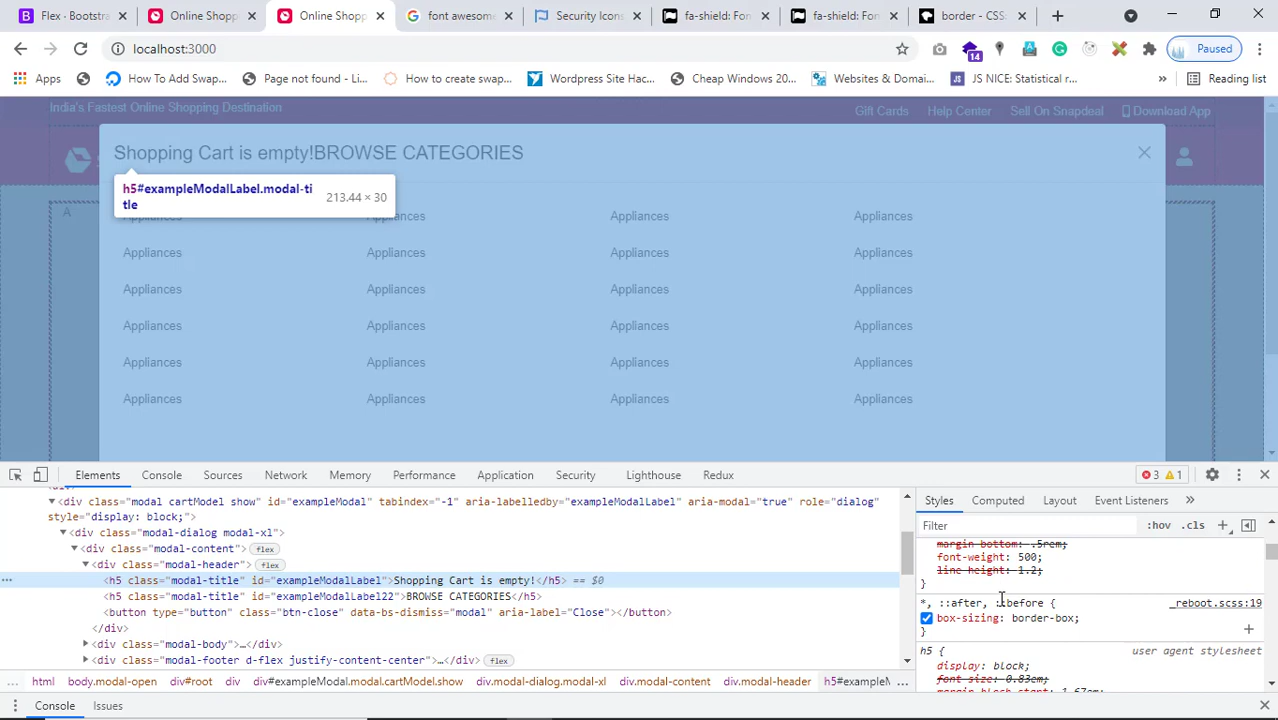 Flex - Bootstra
Online Shopp
Online Shopp
font awesom
Security Icons
fa-shield: Fon
fa-shield: Fon
border - CSS
localhost:3000
14
Paused
Apps
How To Add Swap...
Page not found - Li...
How to create swap...
Wordpress Site Hac...
Cheap Windows 20...
Websites & Domai...
JS NICE: Statistical r...
»
Reading list
India's Fastest Online Shopping Destination
Gift Cards
Help Center
Sell On Snapdeal
Download App
Shopping Cart is empty!BROWSE CATEGORIES
h5#exampleModalLabel.modal-ti
tle
213.44 × 30
A
Appliances Appliances Appliances
Appliances Appliances Appliances Appliances
Appliances Appliances Appliances Appliances
Appliances Appliances Appliances Appliances
Appliances Appliances Appliances Appliances
Appliances Appliances Appliances Appliances
Elements Console Sources Network Memory Performance Application Security Lighthouse Redux
3 1
<div class="modal cartModel show" id="exampleModal" tabindex="-1" aria-labelledby="exampleModalLabel" aria-modal="true" role="dialog"
style="display: block;">
<div class="modal-dialog modal-xl">
<div class="modal-content"> flex
<div class="modal-header"> flex
<h5 class="modal-title" id="exampleModalLabel">Shopping Cart is empty!</h5> == $0
<h5 class="modal-title" id="exampleModalLabel22">BROWSE CATEGORIES</h5>
<button type="button" class="btn-close" data-bs-dismiss="modal" aria-label="Close"></button>
</div>
<div class="modal-body">…</div>
<div class="modal-footer d-flex justify-content-center">…</div> flex
html body.modal-open div#root div div#exampleModal.modal.cartModel.show div.modal-dialog.modal-xl div.modal-content div.modal-header h5#example ...
Styles Computed Layout Event Listeners »
Filter
:hov .cls +
margin-bottom: .5rem;
font-weight: 500;
line-height: 1.2;
}
*, ::after, ::before {
_reboot.scss:19
box-sizing: border-box;
}
h5 {
user agent stylesheet
display: block;
font-size: 0.83em;
margin-block-start: 1.67em;
Console Issues